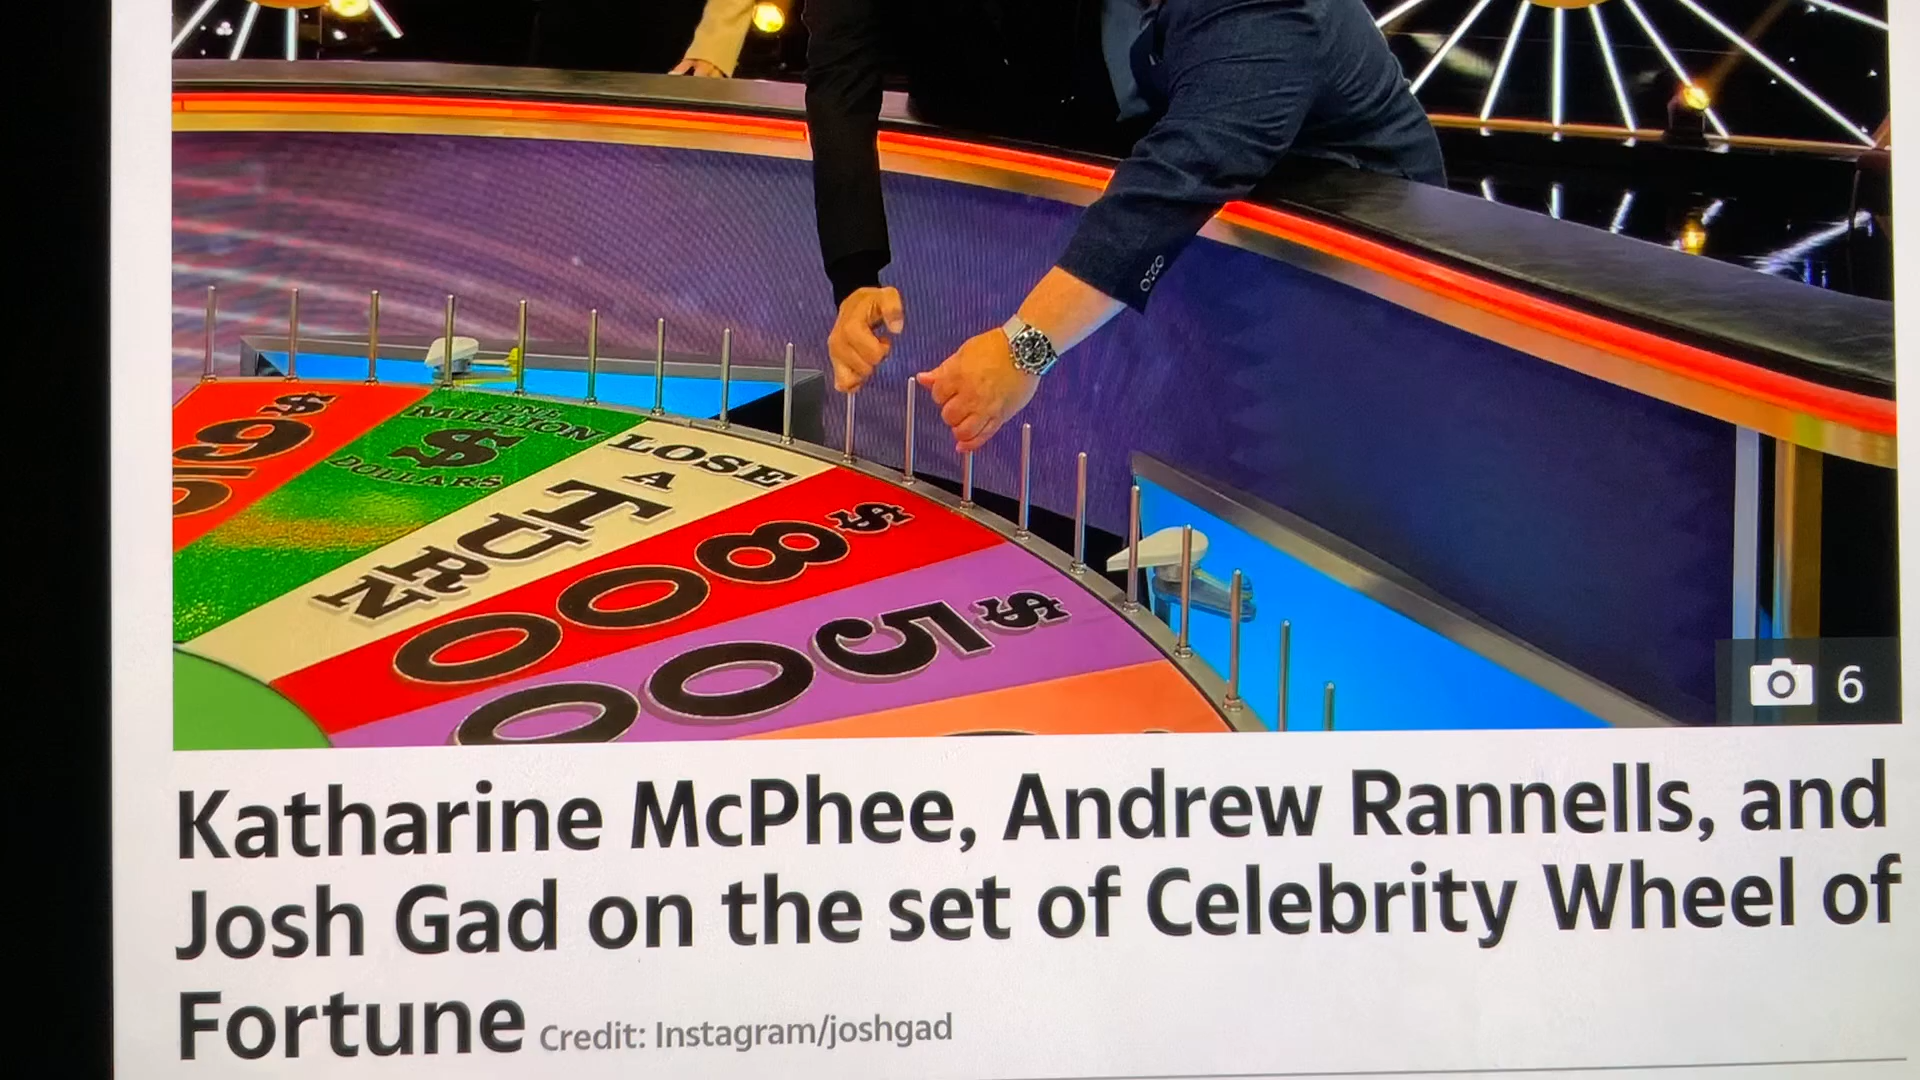 $9
ONE
MILLION
$
DOLLARS
LOSE
A
TURN
$800
$500
6
Katharine McPhee, Andrew Rannells, and
Josh Gad on the set of Celebrity Wheel of
Fortune Credit: Instagram/joshgad